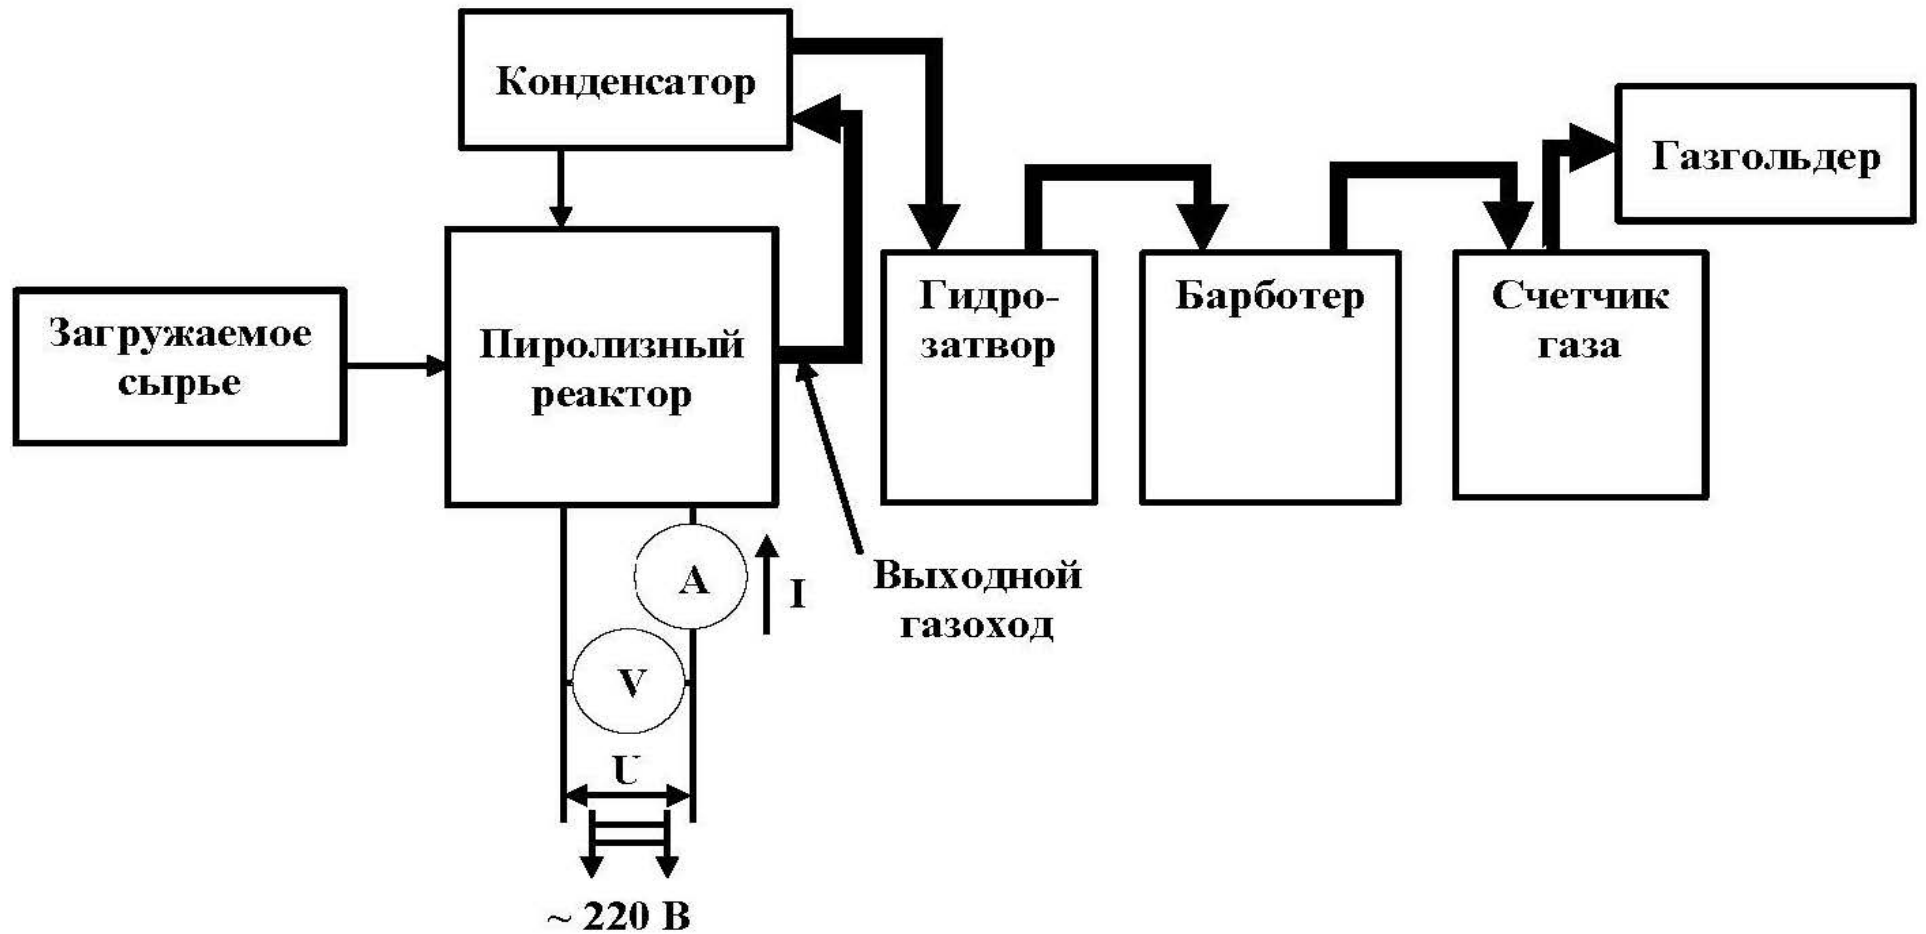 Конденсатор
Газгольдер
Загружаемое
сырье
Пиролизный
реактор
Гидро-
затвор
Барботер
Счетчик
газа
A
I
Выходной
газоход
V
U
~ 220 В